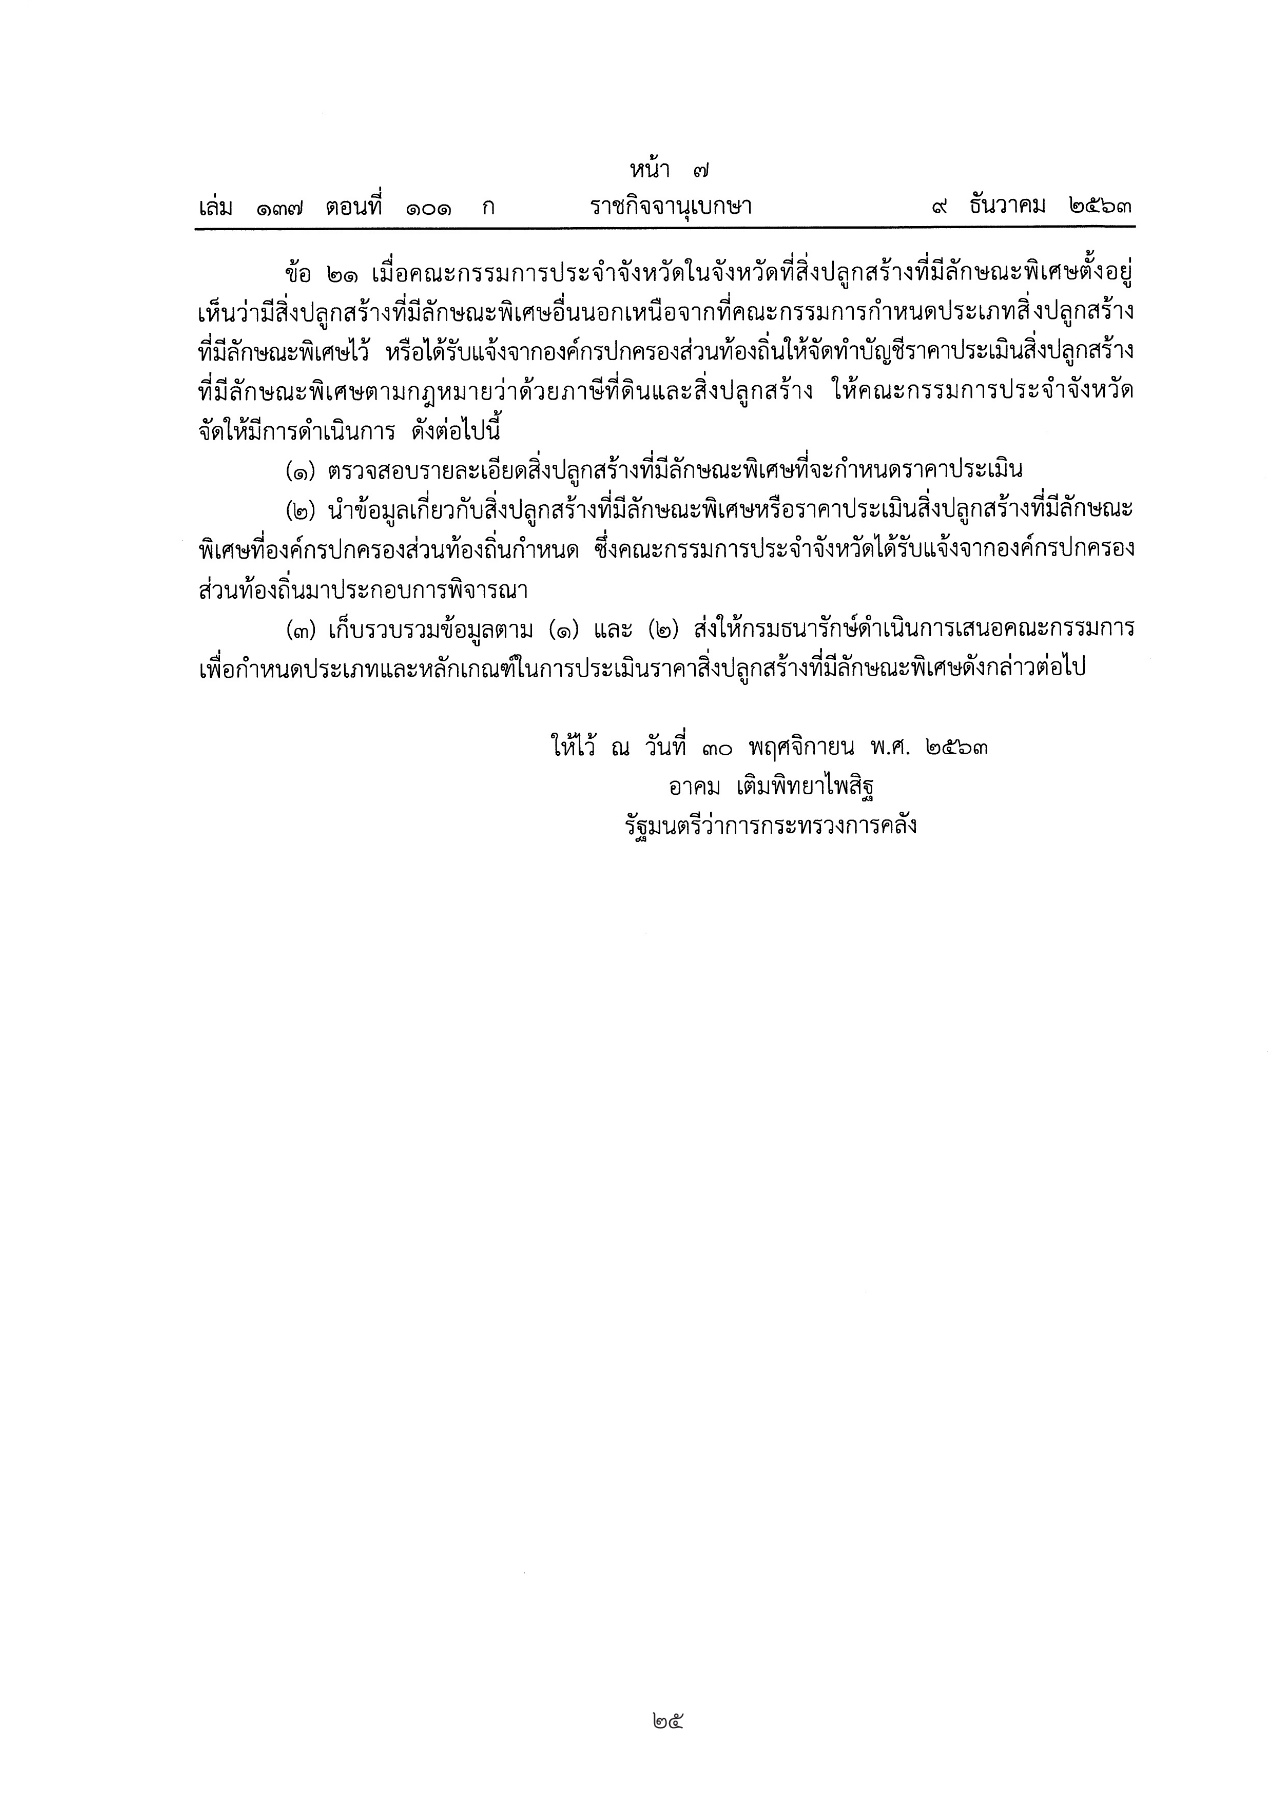 หน้า ๗
เล่ม ๑๓๗ ตอนที่ ๑๐๑ ก ราชกิจจานุเบกษา ๙ ธันวาคม ๒๕๖๓
ข้อ ๒๑ เมื่อคณะกรรมการประจำจังหวัดในจังหวัดที่สิ่งปลูกสร้างที่มีลักษณะพิเศษตั้งอยู่
เห็นว่ามีสิ่งปลูกสร้างที่มีลักษณะพิเศษอื่นนอกเหนือจากที่คณะกรรมการกำหนดประเภทสิ่งปลูกสร้าง
ที่มีลักษณะพิเศษไว้ หรือได้รับแจ้งจากองค์กรปกครองส่วนท้องถิ่นให้จัดทำบัญชีราคาประเมินสิ่งปลูกสร้าง
ที่มีลักษณะพิเศษตามกฎหมายว่าด้วยภาษีที่ดินและสิ่งปลูกสร้าง ให้คณะกรรมการประจำจังหวัด
จัดให้มีการดำเนินการ ดังต่อไปนี้
(๑) ตรวจสอบรายละเอียดสิ่งปลูกสร้างที่มีลักษณะพิเศษที่จะกำหนดราคาประเมิน
(๒) นำข้อมูลเกี่ยวกับสิ่งปลูกสร้างที่มีลักษณะพิเศษหรือราคาประเมินสิ่งปลูกสร้างที่มีลักษณะ
พิเศษที่องค์กรปกครองส่วนท้องถิ่นกำหนด ซึ่งคณะกรรมการประจำจังหวัดได้รับแจ้งจากองค์กรปกครอง
ส่วนท้องถิ่นมาประกอบการพิจารณา
(๓) เก็บรวบรวมข้อมูลตาม (๑) และ (๒) ส่งให้กรมธนารักษ์ดำเนินการเสนอคณะกรรมการ
เพื่อกำหนดประเภทและหลักเกณฑ์ในการประเมินราคาสิ่งปลูกสร้างที่มีลักษณะพิเศษดังกล่าวต่อไป
ให้ไว้ ณ วันที่ ๓๐ พฤศจิกายน พ.ศ. ๒๕๖๓
อาคม เติมพิทยาไพสิฐ
รัฐมนตรีว่าการกระทรวงการคลัง
๒๕